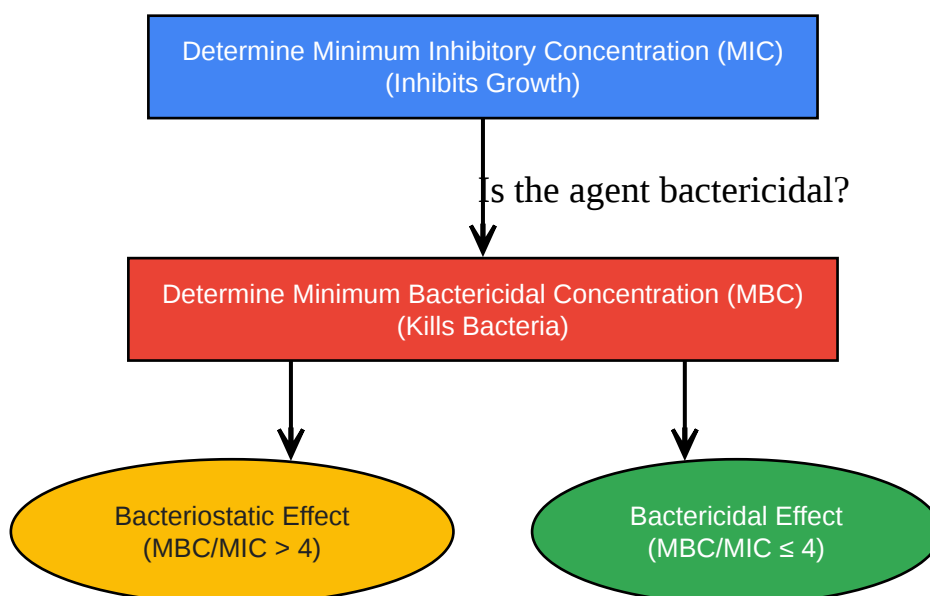 Determine Minimum Inhibitory Concentration (MIC)
(Inhibits Growth)
Is the agent bactericidal?
Determine Minimum Bactericidal Concentration (MBC)
(Kills Bacteria)
Bacteriostatic Effect
(MBC/MIC > 4)
Bactericidal Effect
(MBC/MIC ≤ 4)